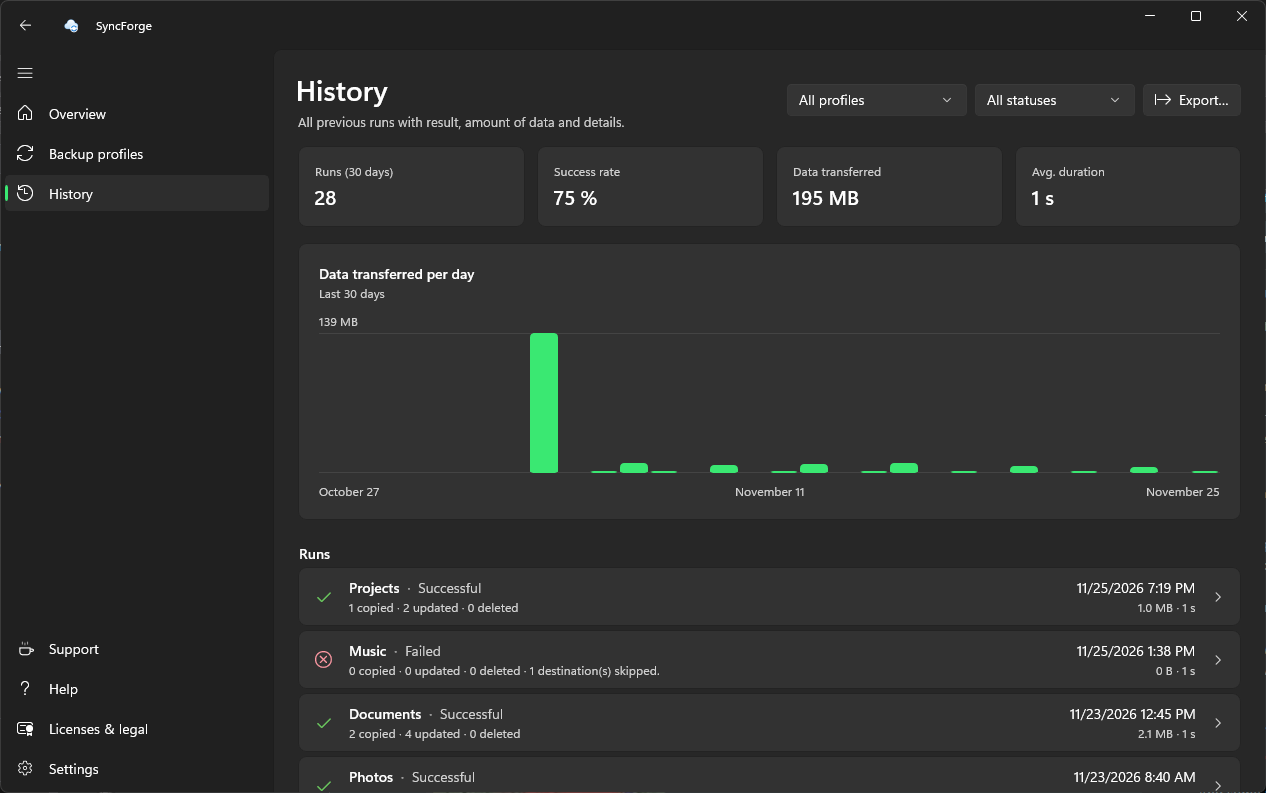 SyncForge
Overview
Backup profiles
History
Support
Help
Licenses & legal
Settings
History
All previous runs with result, amount of data and details.
All profiles
All statuses
Export...
Runs (30 days)
28
Success rate
75 %
Data transferred
195 MB
Avg. duration
1 s
Data transferred per day
Last 30 days
139 MB
October 27
November 11
November 25
Runs
Projects · Successful
1 copied · 2 updated · 0 deleted
11/25/2026 7:19 PM
1.0 MB · 1 s
Music · Failed
0 copied · 0 updated · 0 deleted · 1 destination(s) skipped.
11/25/2026 1:38 PM
0 B · 1 s
Documents · Successful
2 copied · 4 updated · 0 deleted
11/23/2026 12:45 PM
2.1 MB · 1 s
Photos · Successful
11/23/2026 8:40 AM